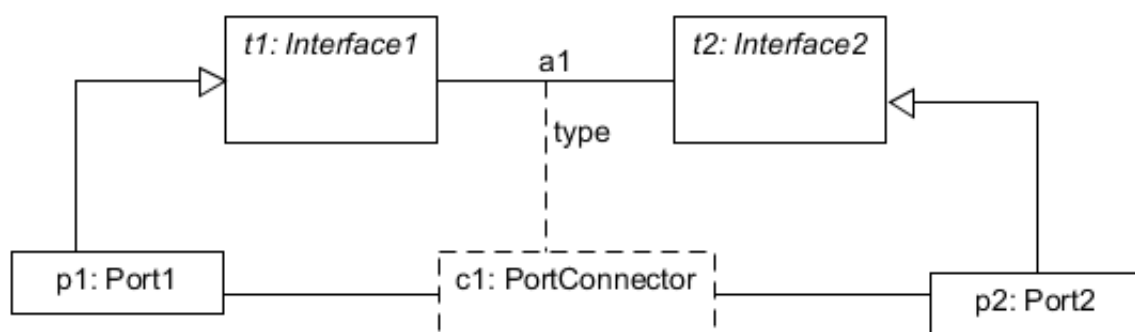 t1: Interface1
a1
t2: Interface2
type
p1: Port1
c1: PortConnector
p2: Port2